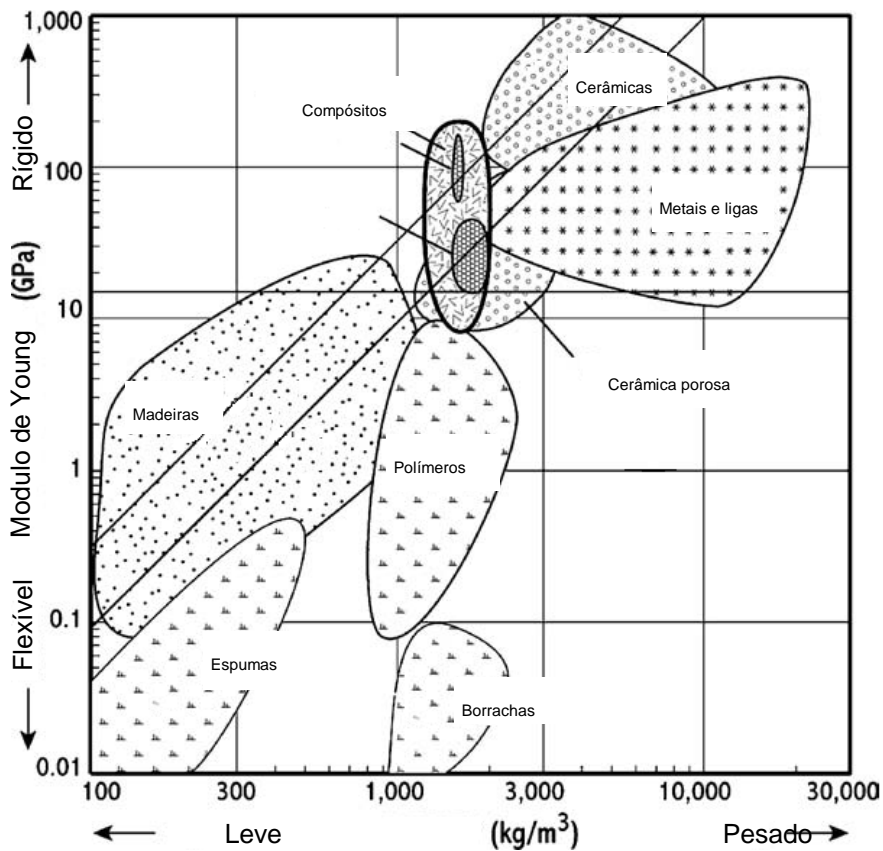 1,000
Cerâmicas
Compósitos
100
Metais e ligas
10
Cerâmica porosa
Madeiras
Polímeros
1
0.1
Espumas
Borrachas
0.01
Flexível Modulo de Young (GPa) Rígido
100 300 1,000 3,000 10,000 30,000
Leve (kg/m³) Pesado